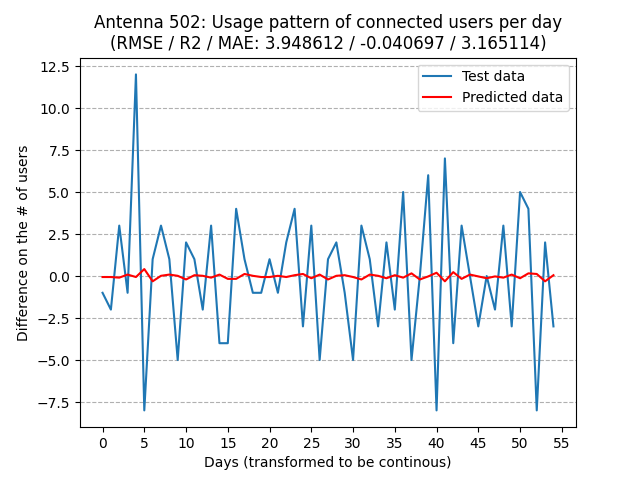 Antenna 502: Usage pattern of connected users per day
(RMSE / R2 / MAE: 3.948612 / -0.040697 / 3.165114)
Test data
Predicted data
Difference on the # of users
12.5
10.0
7.5
5.0
2.5
0.0
−2.5
−5.0
−7.5
0 5 10 15 20 25 30 35 40 45 50 55
Days (transformed to be continous)